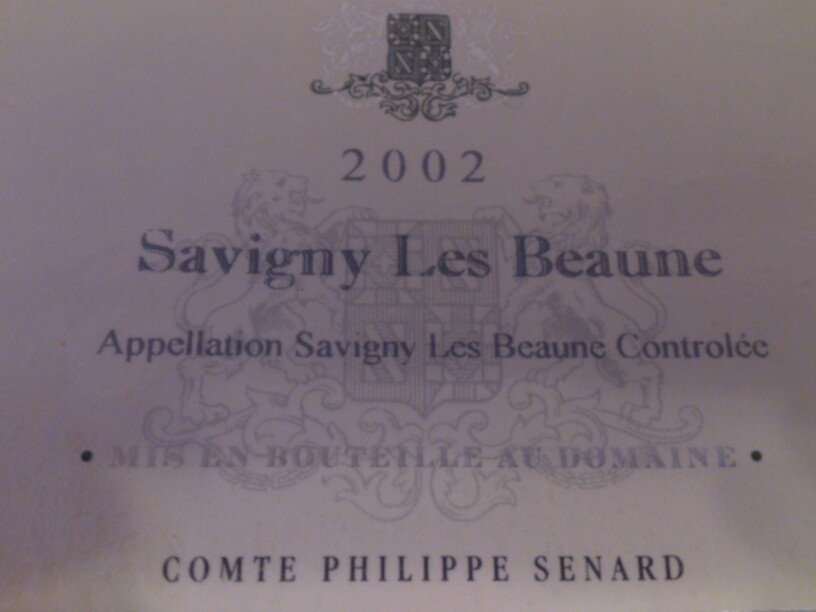 2002
Savigny Les Beaune
Appellation Savigny Les Beaune Controlée
• MIS EN BOUTEILLE AU DOMAINE •
COMTE PHILIPPE SENARD